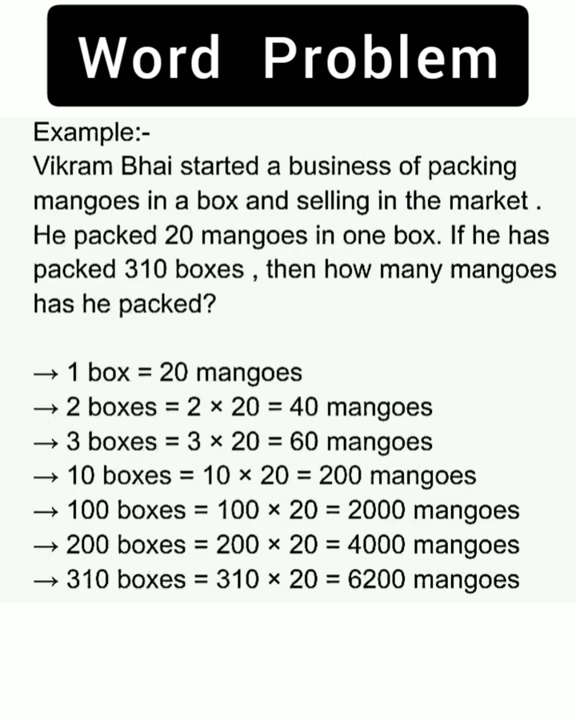 Word Problem
Example:-
Vikram Bhai started a business of packing
mangoes in a box and selling in the market .
He packed 20 mangoes in one box. If he has
packed 310 boxes , then how many mangoes
has he packed?
→ 1 box = 20 mangoes
→ 2 boxes = 2 × 20 = 40 mangoes
→ 3 boxes = 3 × 20 = 60 mangoes
→ 10 boxes = 10 × 20 = 200 mangoes
→ 100 boxes = 100 × 20 = 2000 mangoes
→ 200 boxes = 200 × 20 = 4000 mangoes
→ 310 boxes = 310 × 20 = 6200 mangoes